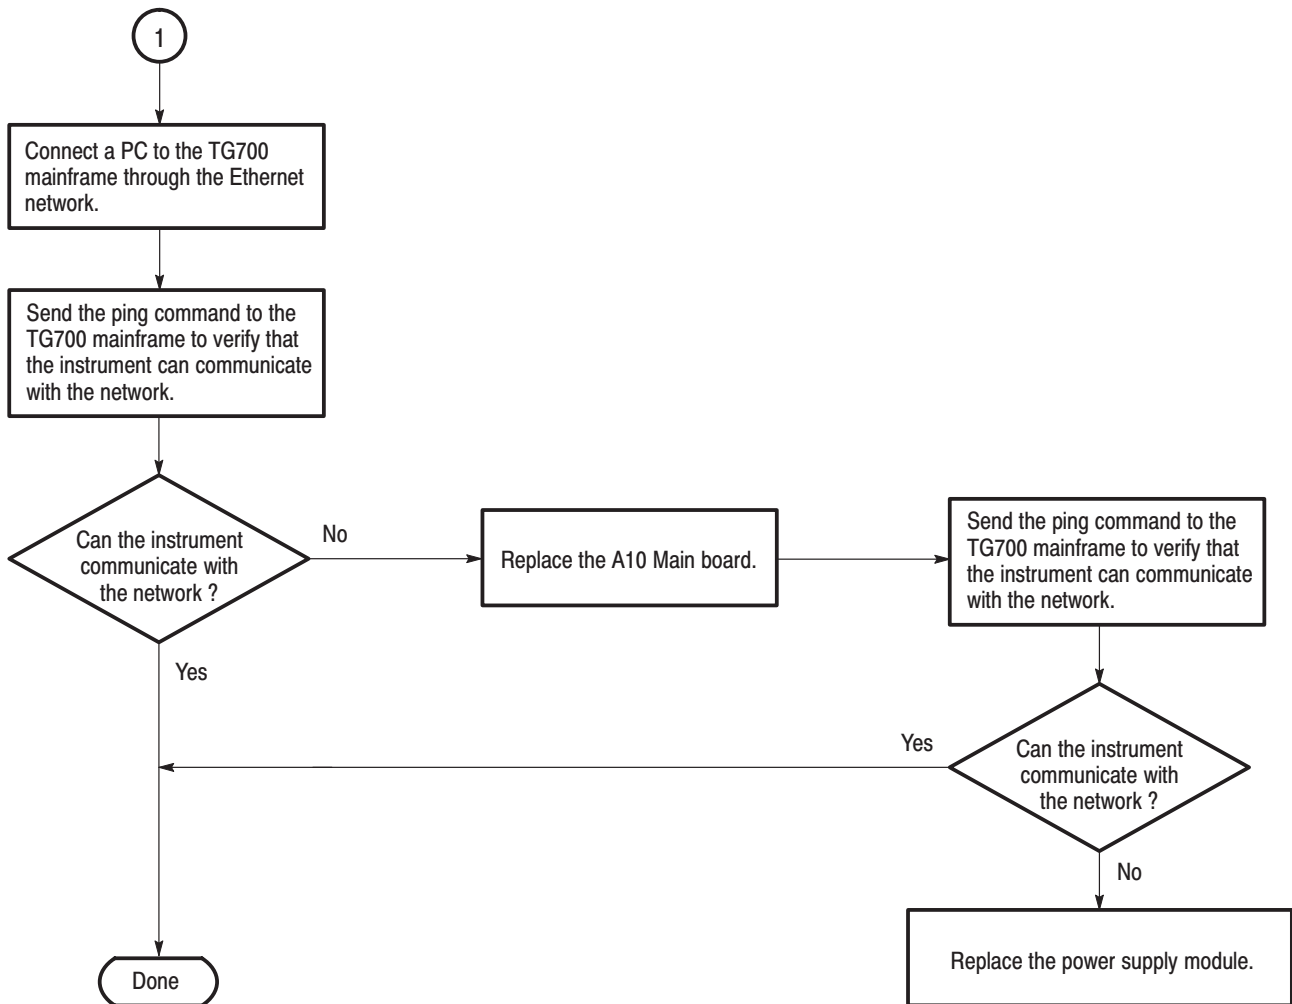 1
Connect a PC to the TG700
mainframe through the Ethernet
network.
Send the ping command to the
TG700 mainframe to verify that
the instrument can communicate
with the network.
Can the instrument
communicate with
the network ?
No
Replace the A10 Main board.
Send the ping command to the
TG700 mainframe to verify that
the instrument can communicate
with the network.
Yes
Yes
Can the instrument
communicate with
the network ?
No
Replace the power supply module.
Done